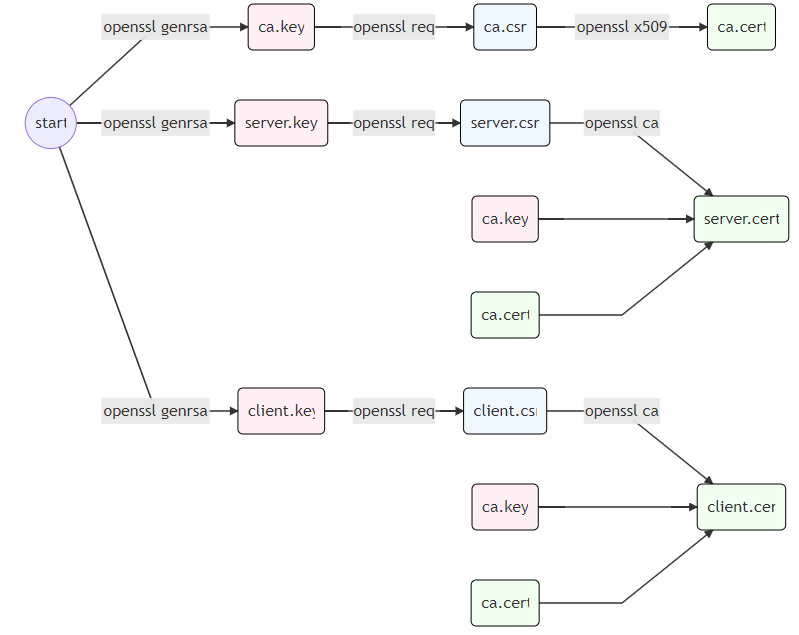 openssl genrsa
ca.key
openssl req
ca.csr
openssl x509
ca.cert
start
openssl genrsa
server.key
openssl req
server.csr
openssl ca
ca.key
server.cert
ca.cert
openssl genrsa
client.key
openssl req
client.csr
openssl ca
ca.key
client.cer
ca.cert